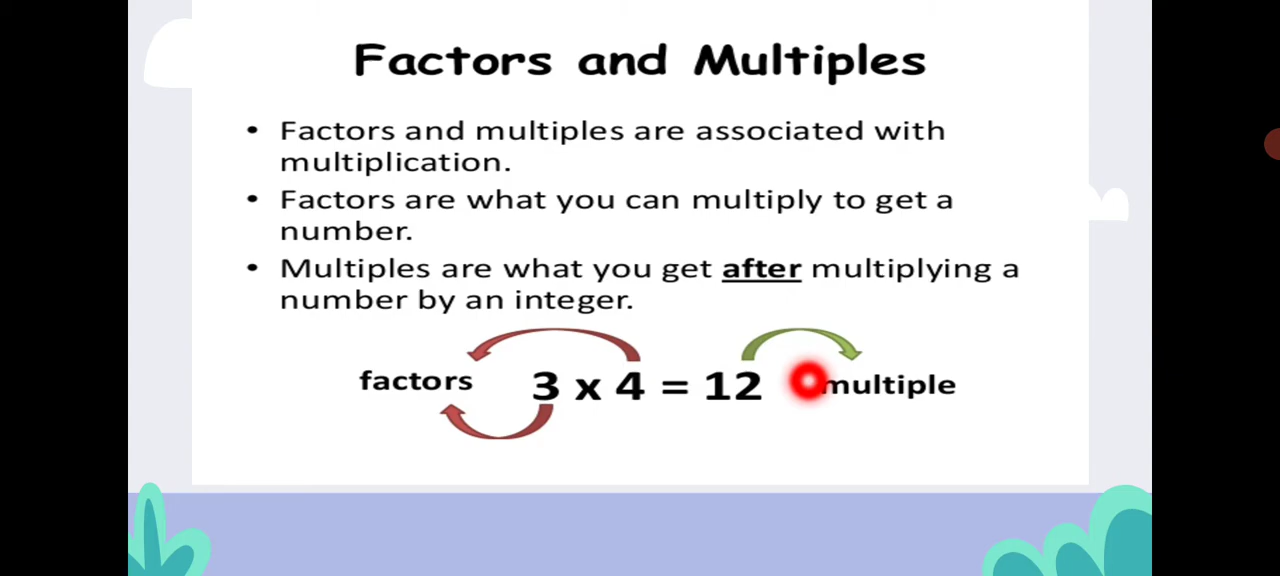 Factors and Multiples
• Factors and multiples are associated with
multiplication.
• Factors are what you can multiply to get a
number.
• Multiples are what you get after multiplying a
number by an integer.
factors 3 x 4 = 12 multiple